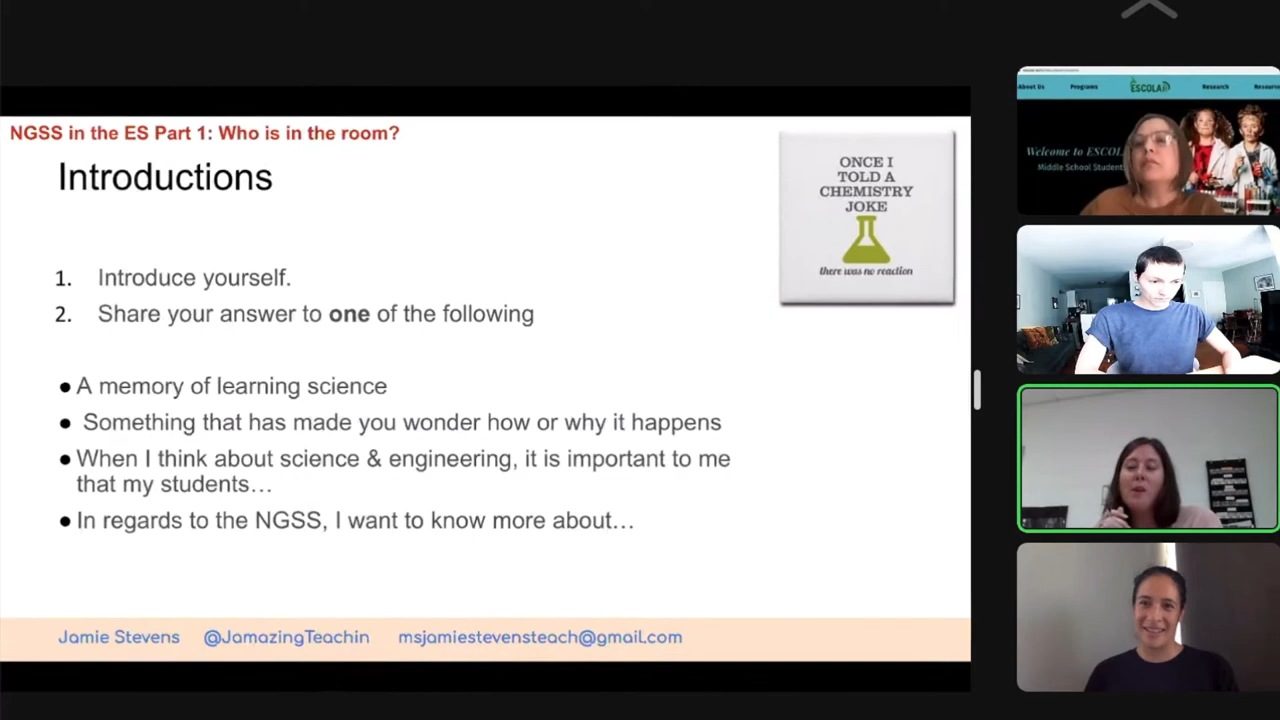 NGSS in the ES Part 1: Who is in the room?
Introductions
1. Introduce yourself.
2. Share your answer to one of the following
● A memory of learning science
● Something that has made you wonder how or why it happens
● When I think about science & engineering, it is important to me
that my students…
● In regards to the NGSS, I want to know more about…
Jamie Stevens @JamazingTeachin msjamiestevensteach@gmail.com
ONCE I
TOLD A
CHEMISTRY
JOKE
there was no reaction
About Us Programs ESCOLAR Research
Welcome to
Middle School